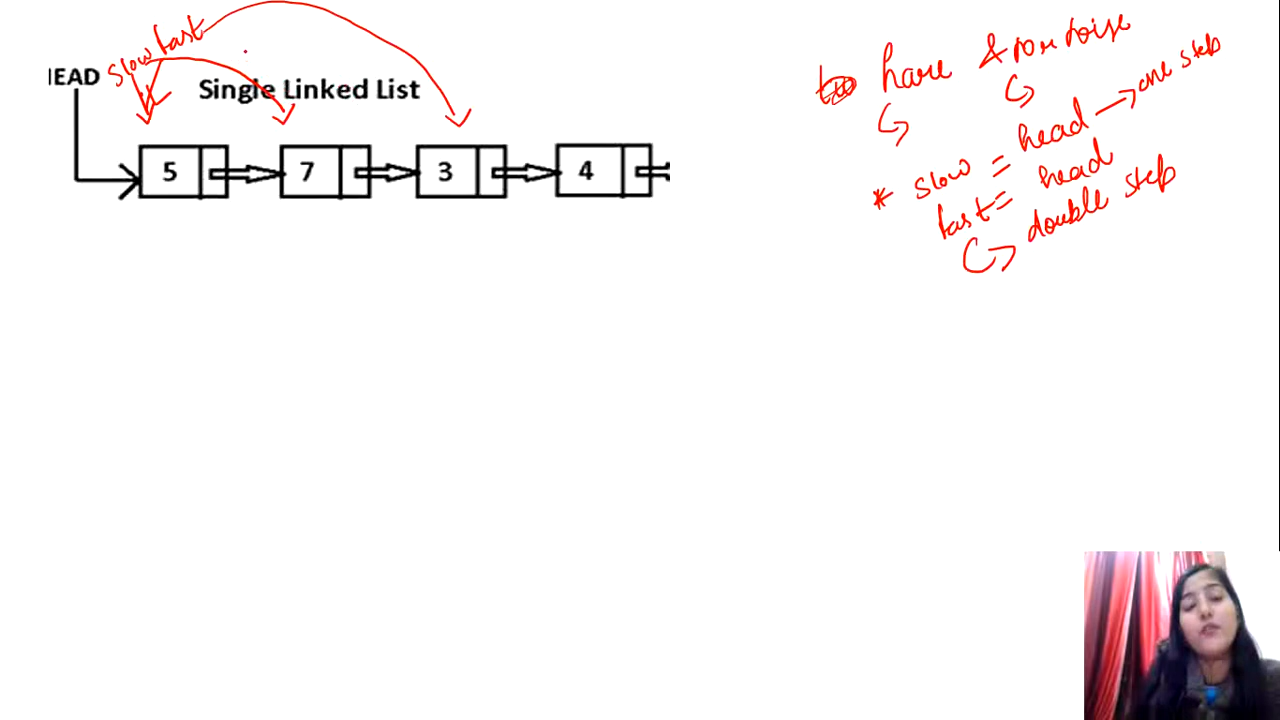 slow fast
HEAD
Single Linked List
5 7 3 4
hare & tortoise
* slow = head → one step
fast = head
↳ double step